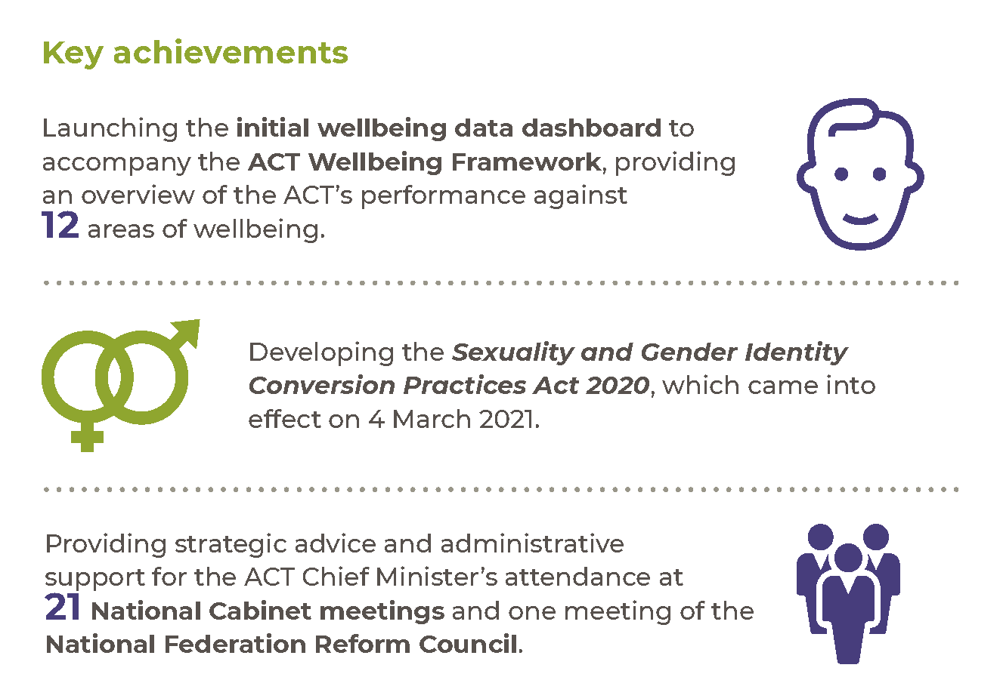 Key achievements
Launching the initial wellbeing data dashboard to
accompany the ACT Wellbeing Framework, providing
an overview of the ACT’s performance against
12 areas of wellbeing.
Developing the Sexuality and Gender Identity
Conversion Practices Act 2020, which came into
effect on 4 March 2021.
Providing strategic advice and administrative
support for the ACT Chief Minister’s attendance at
21 National Cabinet meetings and one meeting of the
National Federation Reform Council.